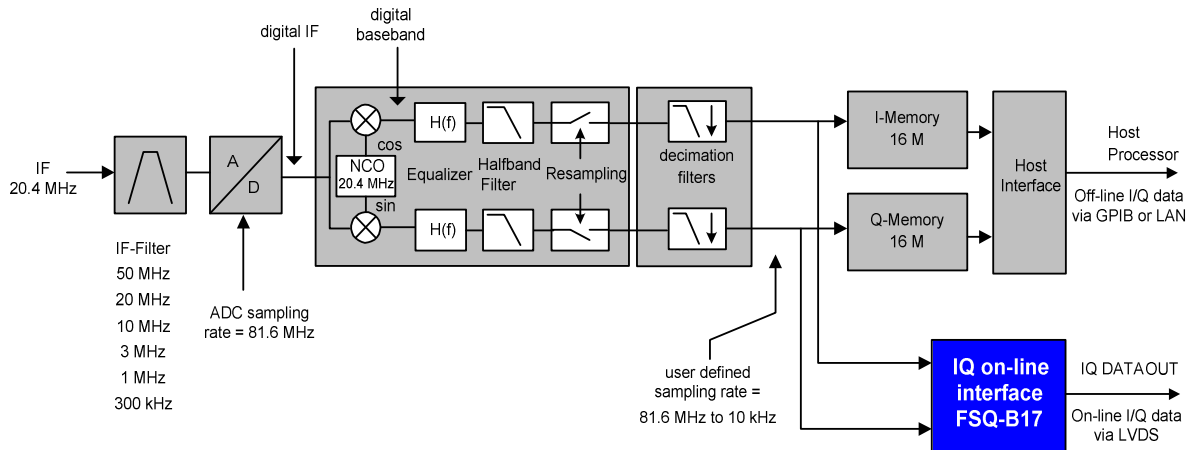 digital
baseband
digital IF
IF
20.4 MHz
A
D
cos
NCO
20.4 MHz
sin
H(f)
H(f)
Equalizer
Halfband
Filter
Resampling
decimation
filters
I-Memory
16 M
Q-Memory
16 M
Host
Interface
Host
Processor
Off-line I/Q data
via GPIB or LAN
IF-Filter
50 MHz
20 MHz
10 MHz
3 MHz
1 MHz
300 kHz
ADC sampling
rate = 81.6 MHz
user defined
sampling rate =
81.6 MHz to 10 kHz
IQ on-line
interface
FSQ-B17
IQ DATAOUT
On-line I/Q data
via LVDS